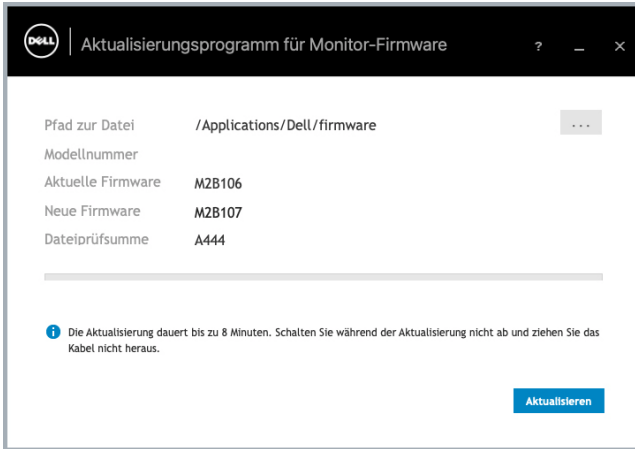 DELL
Aktualisierungsprogramm für Monitor-Firmware ? _ ×
Pfad zur Datei /Applications/Dell/firmware ...
Modellnummer
Aktuelle Firmware M2B106
Neue Firmware M2B107
Dateiprüfsumme A444
Die Aktualisierung dauert bis zu 8 Minuten. Schalten Sie während der Aktualisierung nicht ab und ziehen Sie das
Kabel nicht heraus.
Aktualisieren